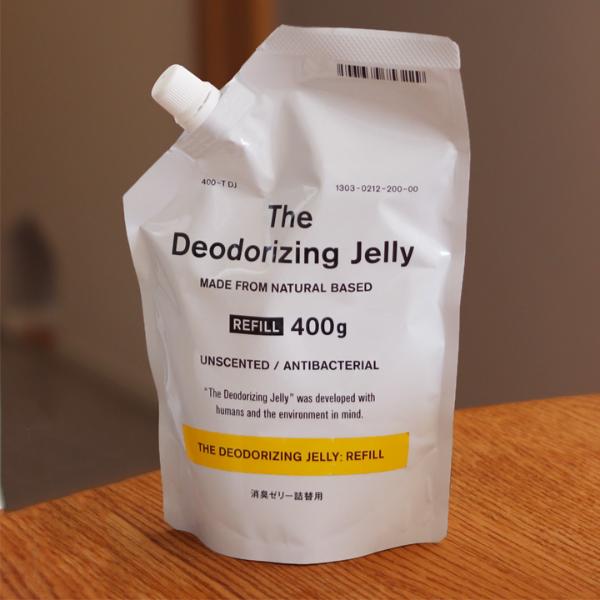 400-T DJ 1303-0212-200-00
The
Deodorizing Jelly
MADE FROM NATURAL BASED
REFILL 400g
UNSCENTED / ANTIBACTERIAL
"The Deodorizing Jelly" was developed with
humans and the environment in mind.
THE DEODORIZING JELLY: REFILL
消臭ゼリー詰替用